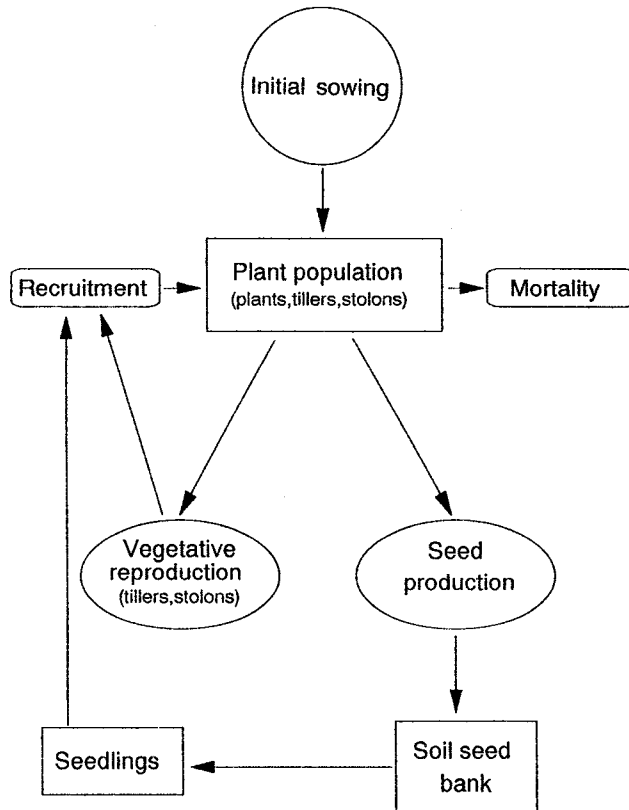 Initial sowing
Plant population
(plants,tillers,stolons)
Recruitment
Mortality
Vegetative
reproduction
(tillers,stolons)
Seed
production
Seedlings
Soil seed
bank